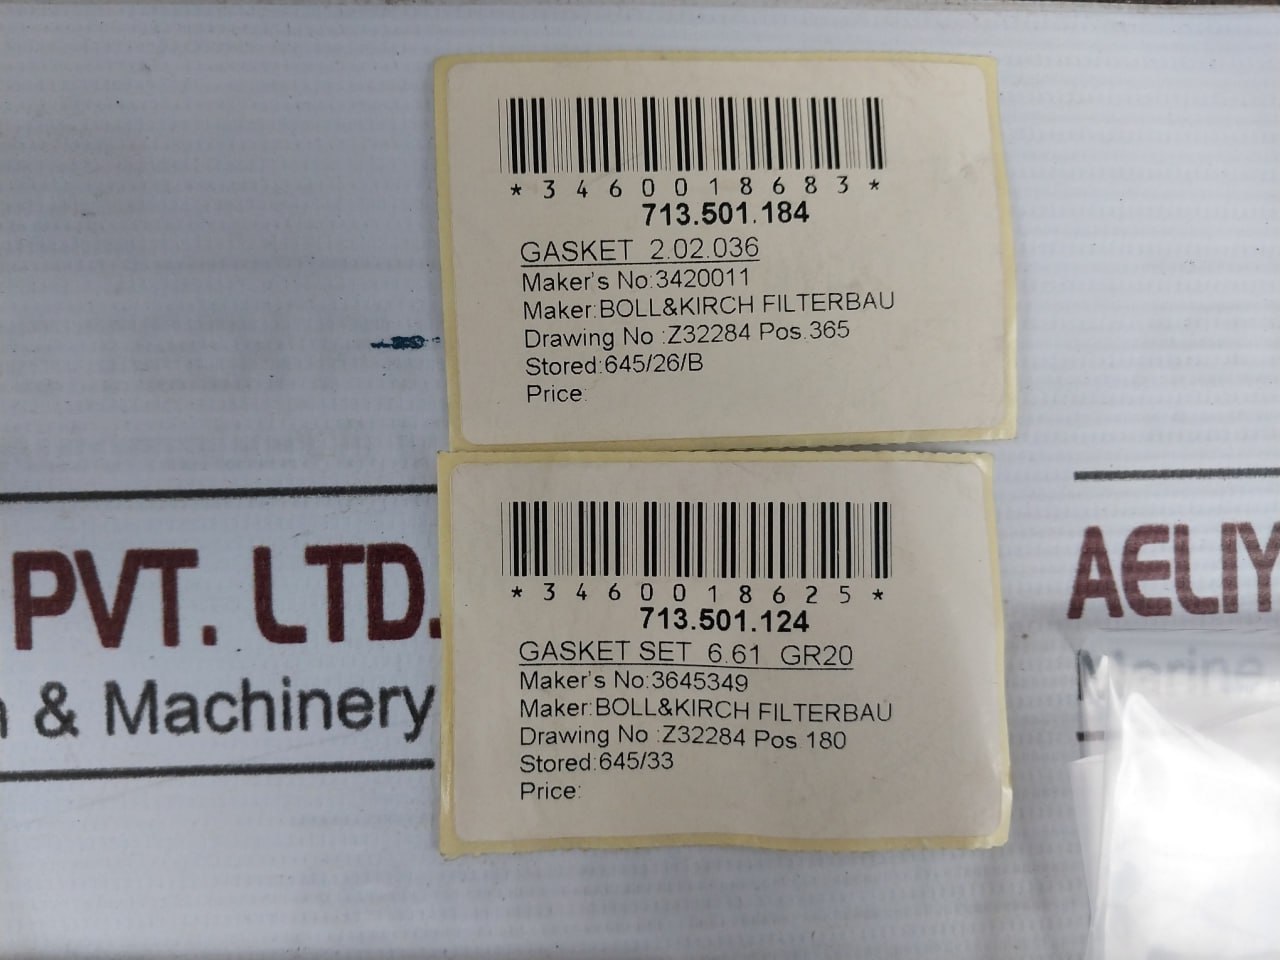 *3460018683*
713.501.184
GASKET 2.02.036
Maker's No:3420011
Maker:BOLL&KIRCH FILTERBAU
Drawing No :Z32284 Pos.365
Stored:645/26/B
Price:
*3460018625*
713.501.124
GASKET SET 6.61 GR20
Maker's No:3645349
Maker:BOLL&KIRCH FILTERBAU
Drawing No :Z32284 Pos.180
Stored:645/33
Price:
PVT. LTD.
& Machinery
AELIY
Marine